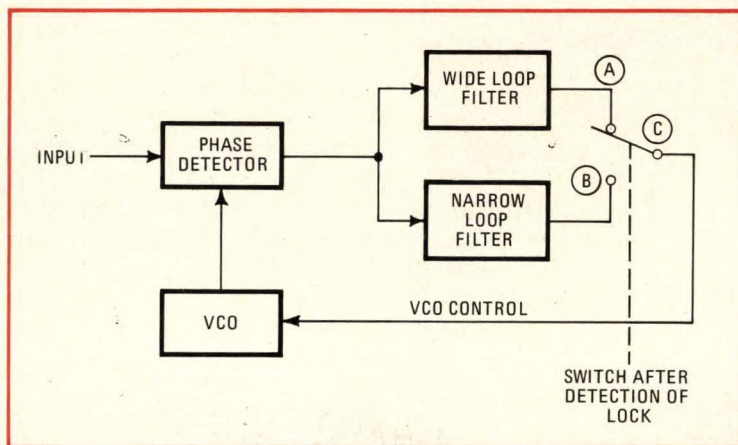 WIDE LOOP
FILTER
A
C
INPUT
PHASE
DETECTOR
B
NARROW
LOOP
FILTER
VCO
VCO CONTROL
SWITCH AFTER
DETECTION OF
LOCK